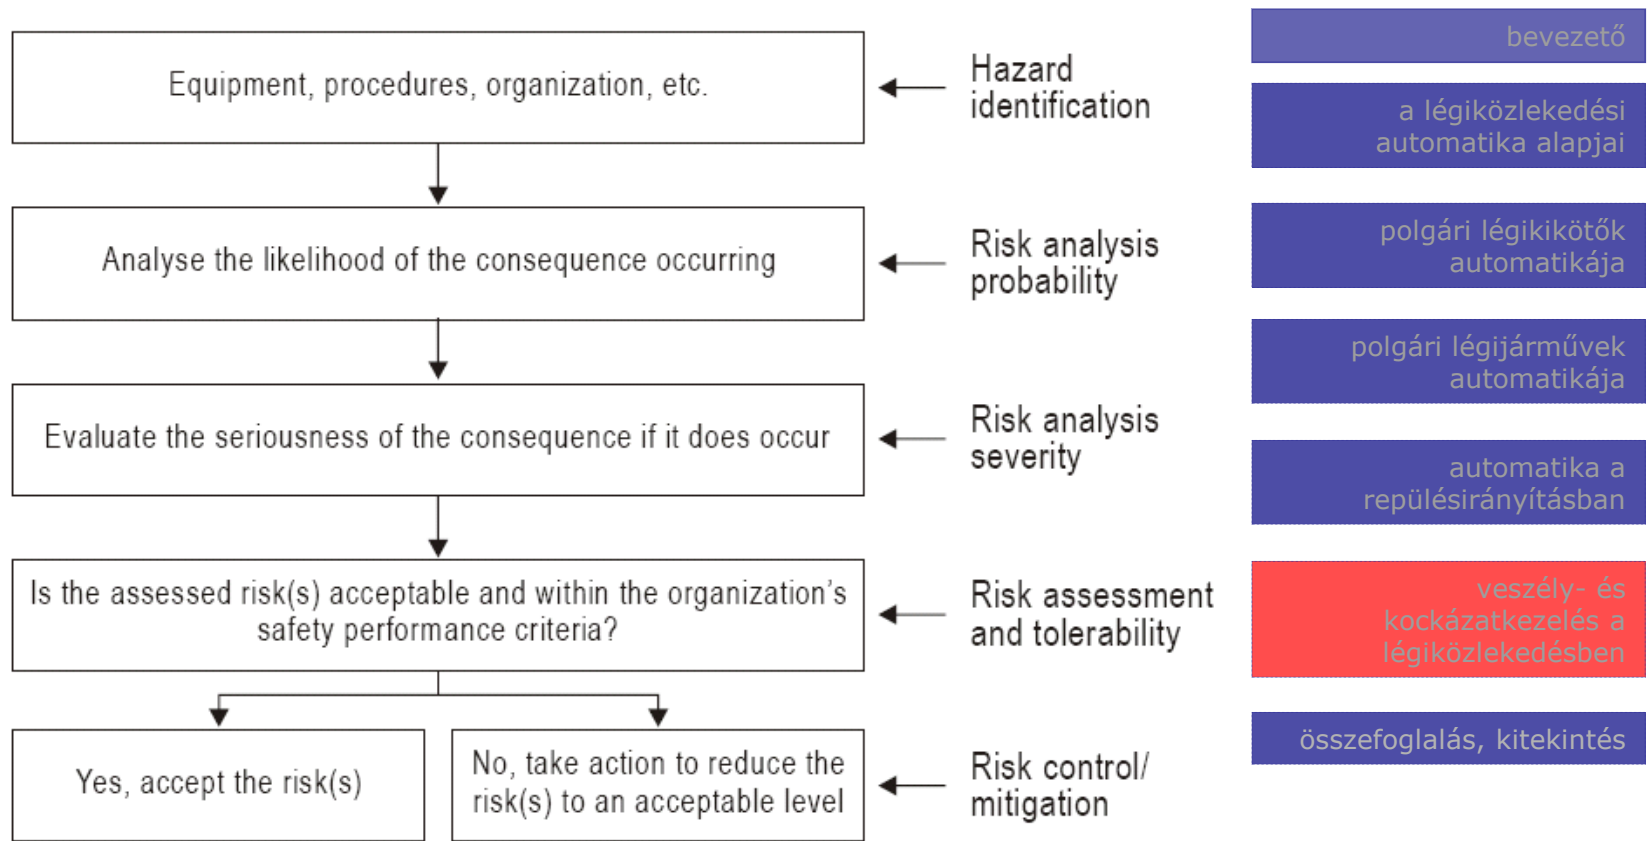 Equipment, procedures, organization, etc.
Hazard
identification
Analyse the likelihood of the consequence occurring
Risk analysis
probability
Evaluate the seriousness of the consequence if it does occur
Risk analysis
severity
Is the assessed risk(s) acceptable and within the organization's
safety performance criteria?
Risk assessment
and tolerability
Yes, accept the risk(s)
No, take action to reduce the
risk(s) to an acceptable level
Risk control/
mitigation
bevezető
a légiközlekedési
automatika alapjai
polgári légikikötők
automatikája
polgári légijárművek
automatikája
automatika a
repülésirányításban
veszély- és
kockázatkezelés a
légiközlekedésben
összefoglalás, kitekintés